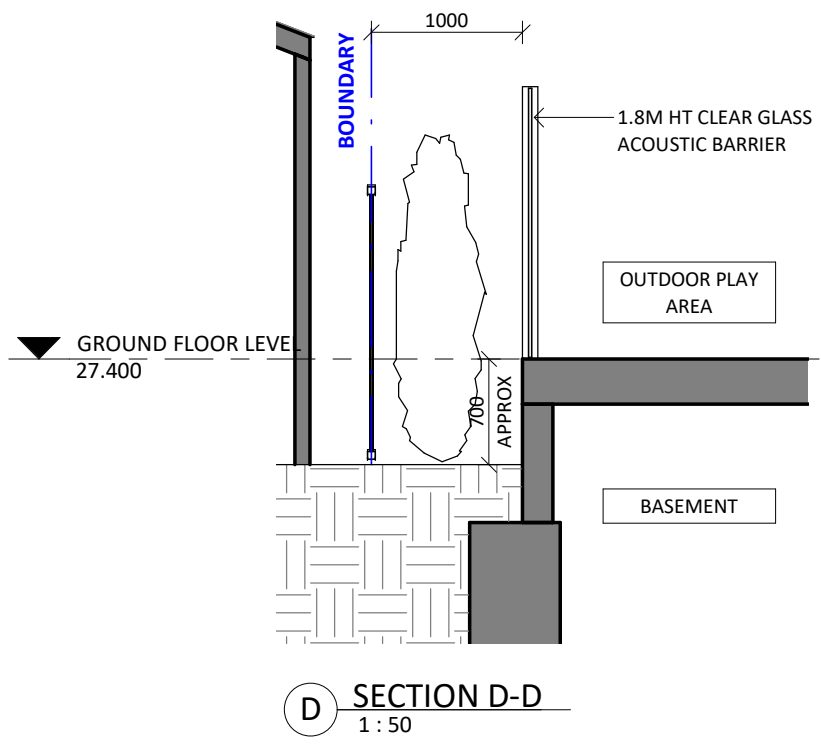 1000
BOUNDARY
1.8M HT CLEAR GLASS
ACOUSTIC BARRIER
OUTDOOR PLAY
AREA
GROUND FLOOR LEVEL
27.400
700
APPROX
BASEMENT
D
SECTION D-D
1 : 50